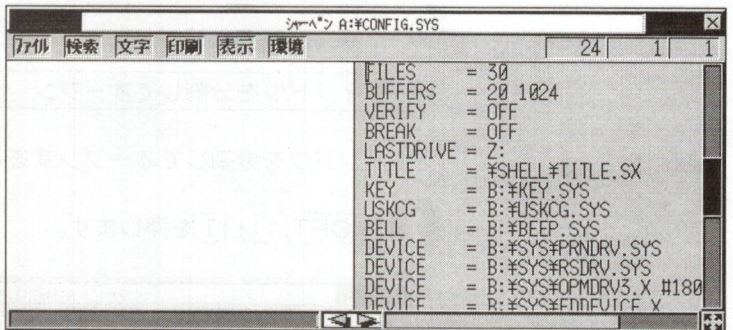 シャーペン A:¥CONFIG.SYS
ファイル 検索 文字 印刷 表示 環境 24 1 1
FILES = 30
BUFFERS = 20 1024
VERIFY = OFF
BREAK = OFF
LASTDRIVE = Z:
TITLE = ¥SHELL¥TITLE.SX
KEY = B:¥KEY.SYS
USKCG = B:¥USKCG.SYS
BELL = B:¥BEEP.SYS
DEVICE = B:¥SYS¥PRNDRV.SYS
DEVICE = B:¥SYS¥RSDRV.SYS
DEVICE = B:¥SYS¥OPMDRV3.X #180
DEVICE = B:¥SYS¥FDDEVICE.X